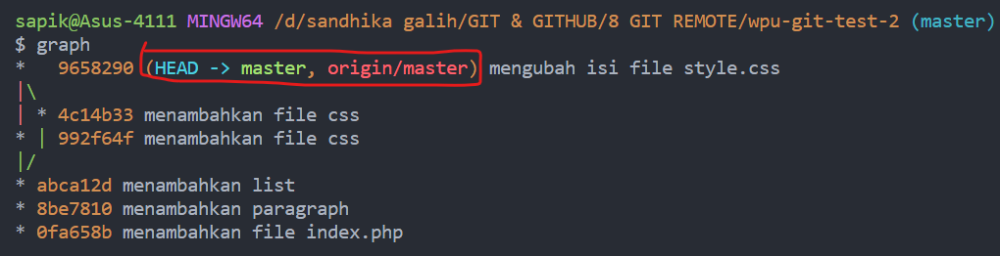 sapik@Asus-4111 MINGW64 /d/sandhika galih/GIT & GITHUB/8 GIT REMOTE/wpu-git-test-2 (master)
$ graph
*   9658290 (HEAD -> master, origin/master) mengubah isi file style.css
|\
| * 4c14b33 menambahkan file css
* | 992f64f menambahkan file css
|/
* abca12d menambahkan list
* 8be7810 menambahkan paragraph
* 0fa658b menambahkan file index.php